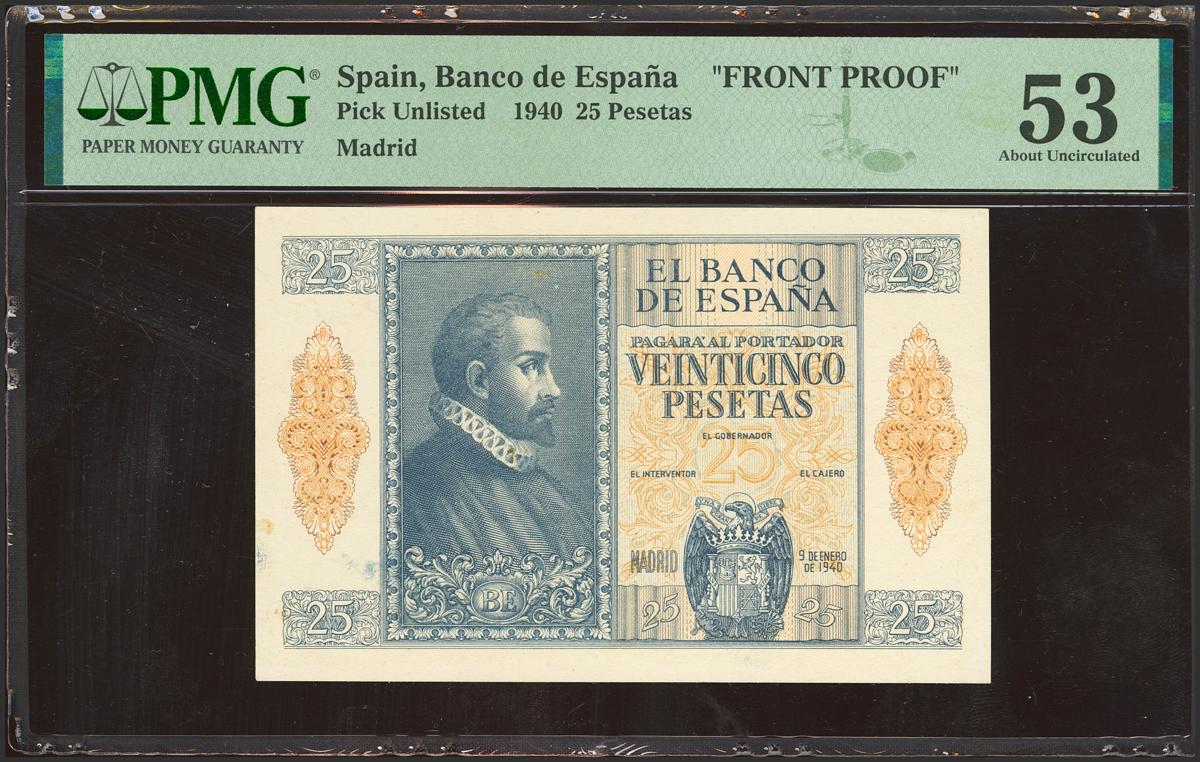 PMG®
PAPER MONEY GUARANTY
Spain, Banco de España "FRONT PROOF"
Pick Unlisted 1940 25 Pesetas
Madrid
53
About Uncirculated
25
25
EL BANCO
DE ESPAÑA
PAGARÁ AL PORTADOR
VEINTICINCO
PESETAS
EL GOBERNADOR
25
EL INTERVENTOR
EL CAJERO
MADRID
9 DE ENERO
DE 1940
BE
25
25
25
25